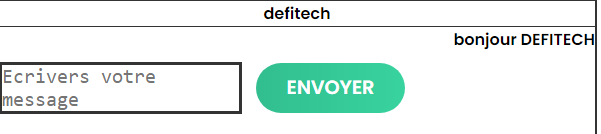 defitech
bonjour DEFITECH
Ecrivers votre
message
ENVOYER